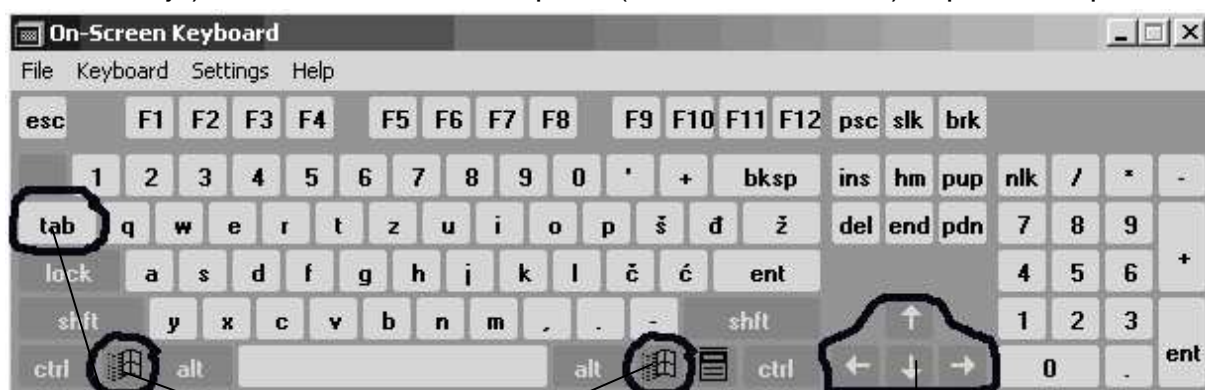 On-Screen Keyboard
File Keyboard Settings Help
esc F1 F2 F3 F4 F5 F6 F7 F8 F9 F10 F11 F12 psc slk brk
1 2 3 4 5 6 7 8 9 0 ' + bksp ins hm pup nlk / * -
tab q w e r t z u i o p š đ ž del end pdn 7 8 9 +
lock a s d f g h j k l č ć ent 4 5 6
shft y x c v b n m , . - shft ↑ 1 2 3 ent
ctrl alt alt ctrl ← ↓ → 0 .